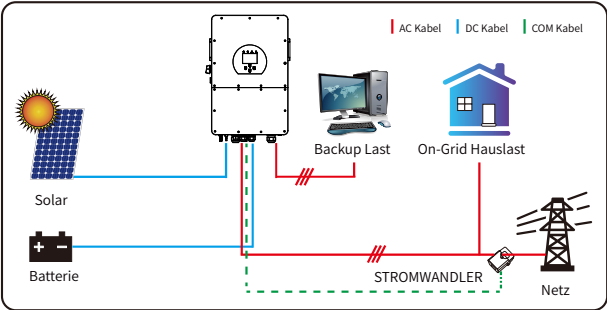 AC Kabel
DC Kabel
COM Kabel
Backup Last
On-Grid Hauslast
Solar
Batterie
STROMWANDLER
Netz